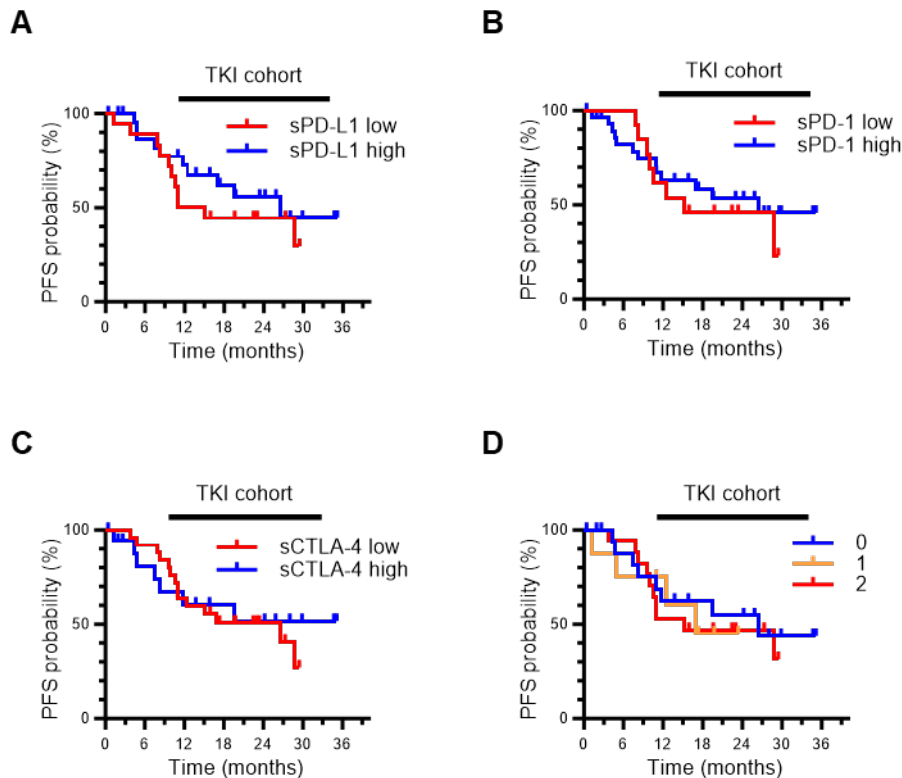 A
TKI cohort
sPD-L1 low
sPD-L1 high
PFS probability (%)
100
50
0
0 6 12 18 24 30 36
Time (months)
B
TKI cohort
sPD-1 low
sPD-1 high
PFS probability (%)
100
50
0
0 6 12 18 24 30 36
Time (months)
C
TKI cohort
sCTLA-4 low
sCTLA-4 high
PFS probability (%)
100
50
0
0 6 12 18 24 30 36
Time (months)
D
TKI cohort
0
1
2
PFS probability (%)
100
50
0
0 6 12 18 24 30 36
Time (months)